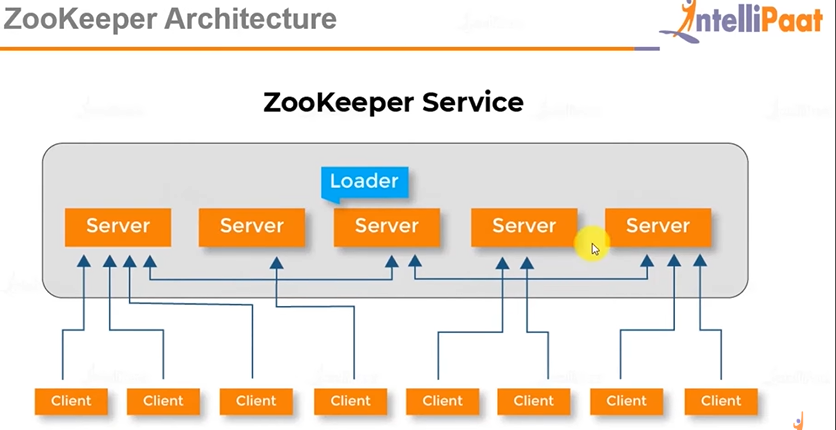 ZooKeeper Architecture
IntelliPaat
ZooKeeper Service
Loader
Server Server Server Server Server
Client Client Client Client Client Client Client Client